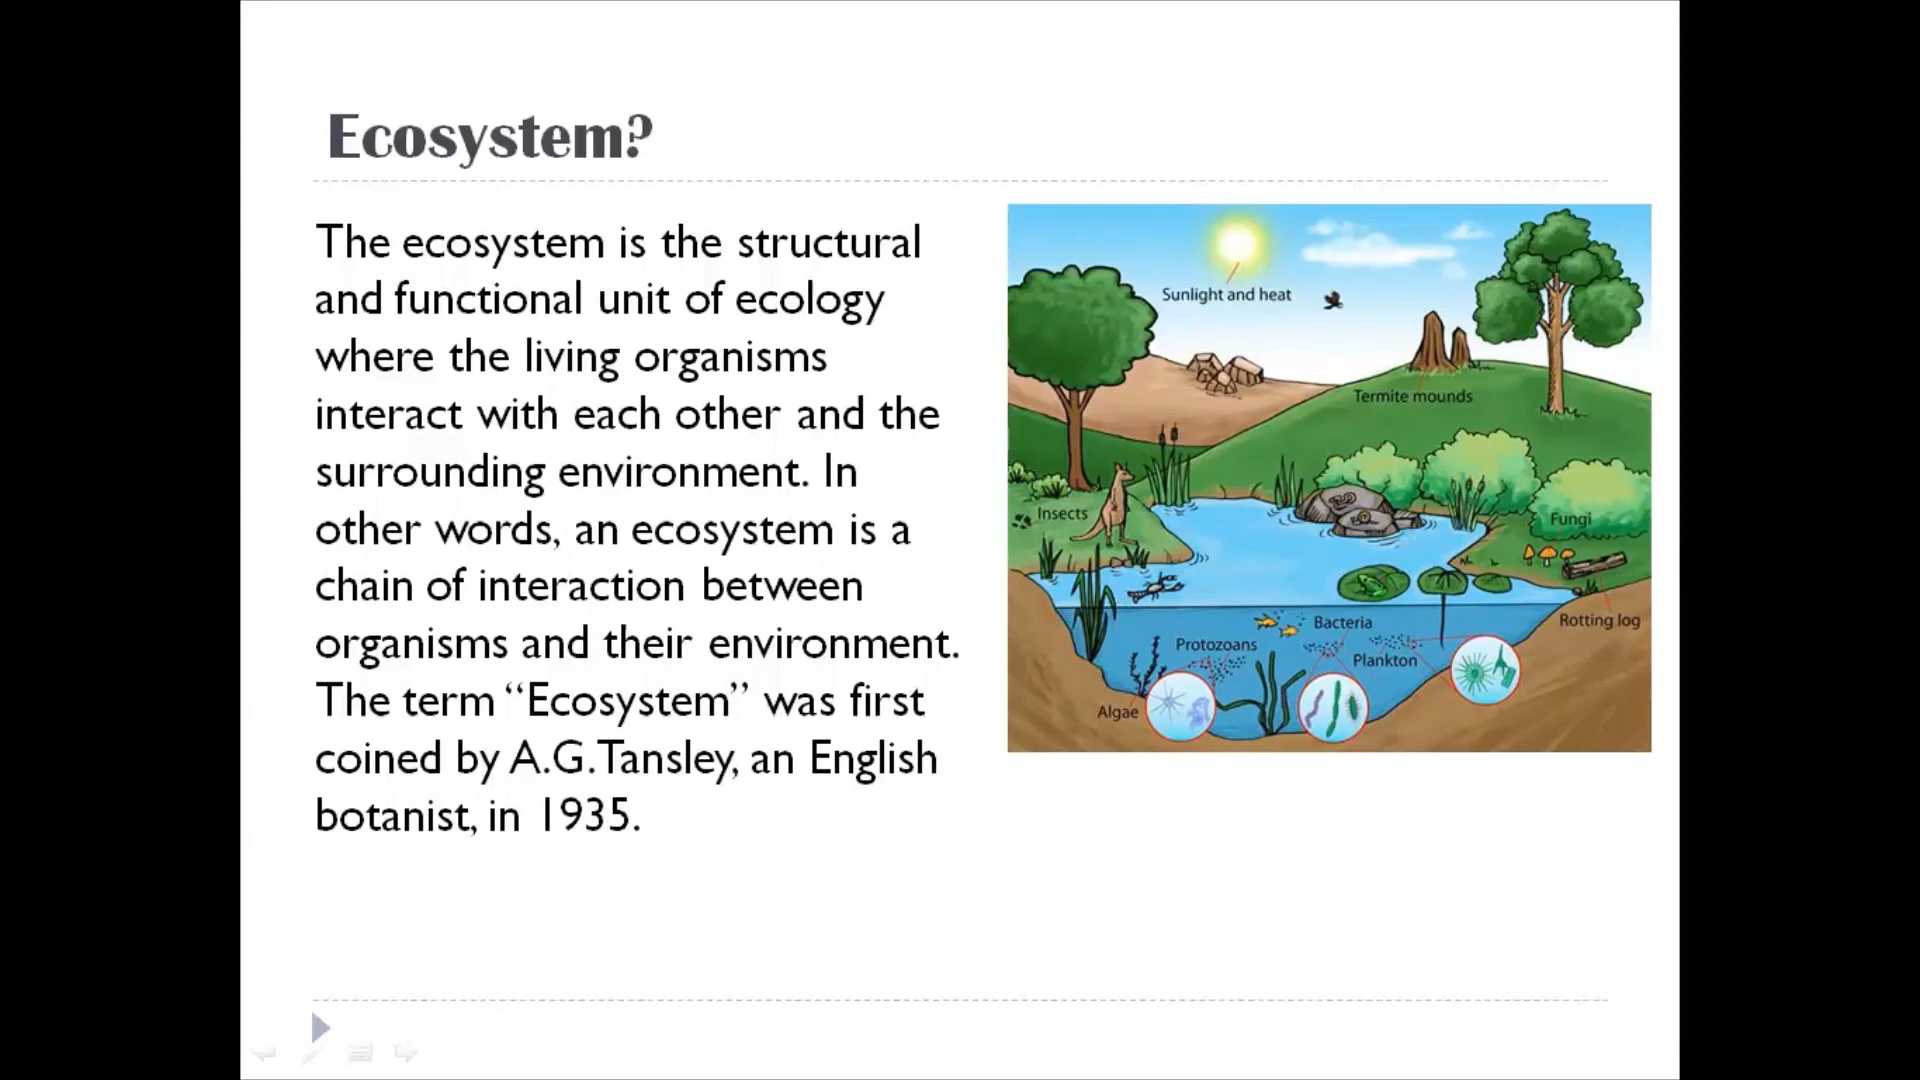 Ecosystem?
The ecosystem is the structural
and functional unit of ecology
where the living organisms
interact with each other and the
surrounding environment. In
other words, an ecosystem is a
chain of interaction between
organisms and their environment.
The term “Ecosystem” was first
coined by A.G.Tansley, an English
botanist, in 1935.
Sunlight and heat
Termite mounds
Insects
Fungi
Rotting log
Bacteria
Protozoans
Plankton
Algae